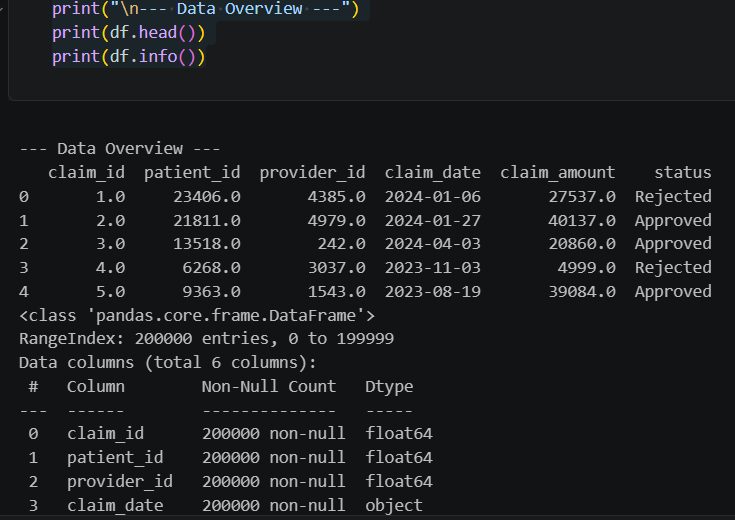 print("\n--- Data Overview ---")
print(df.head())
print(df.info())
--- Data Overview ---
claim_id patient_id provider_id claim_date claim_amount status
0 1.0 23406.0 4385.0 2024-01-06 27537.0 Rejected
1 2.0 21811.0 4979.0 2024-01-27 40137.0 Approved
2 3.0 13518.0 242.0 2024-04-03 20860.0 Approved
3 4.0 6268.0 3037.0 2023-11-03 4999.0 Rejected
4 5.0 9363.0 1543.0 2023-08-19 39084.0 Approved
<class 'pandas.core.frame.DataFrame'>
RangeIndex: 200000 entries, 0 to 199999
Data columns (total 6 columns):
# Column Non-Null Count Dtype
--- ------ -------------- -----
0 claim_id 200000 non-null float64
1 patient_id 200000 non-null float64
2 provider_id 200000 non-null float64
3 claim_date 200000 non-null object